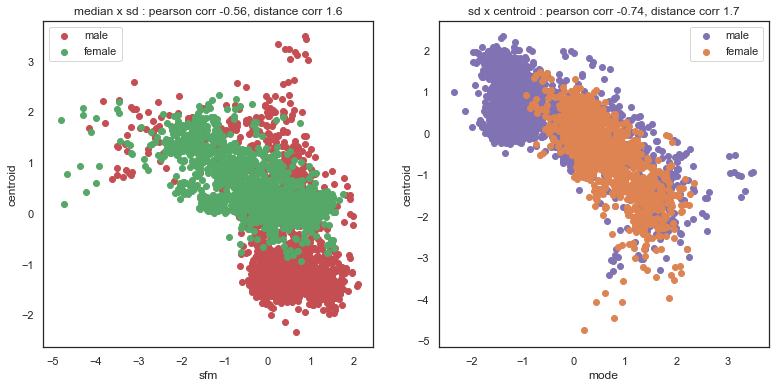 median x sd : pearson corr -0.56, distance corr 1.6
male
female
3
2
1
0
−1
−2
centroid
−5
−4
−3
−2
−1
0
1
2
sfm
sd x centroid : pearson corr -0.74, distance corr 1.7
male
female
2
1
0
−1
−2
−3
−4
−5
centroid
−2
−1
0
1
2
3
mode